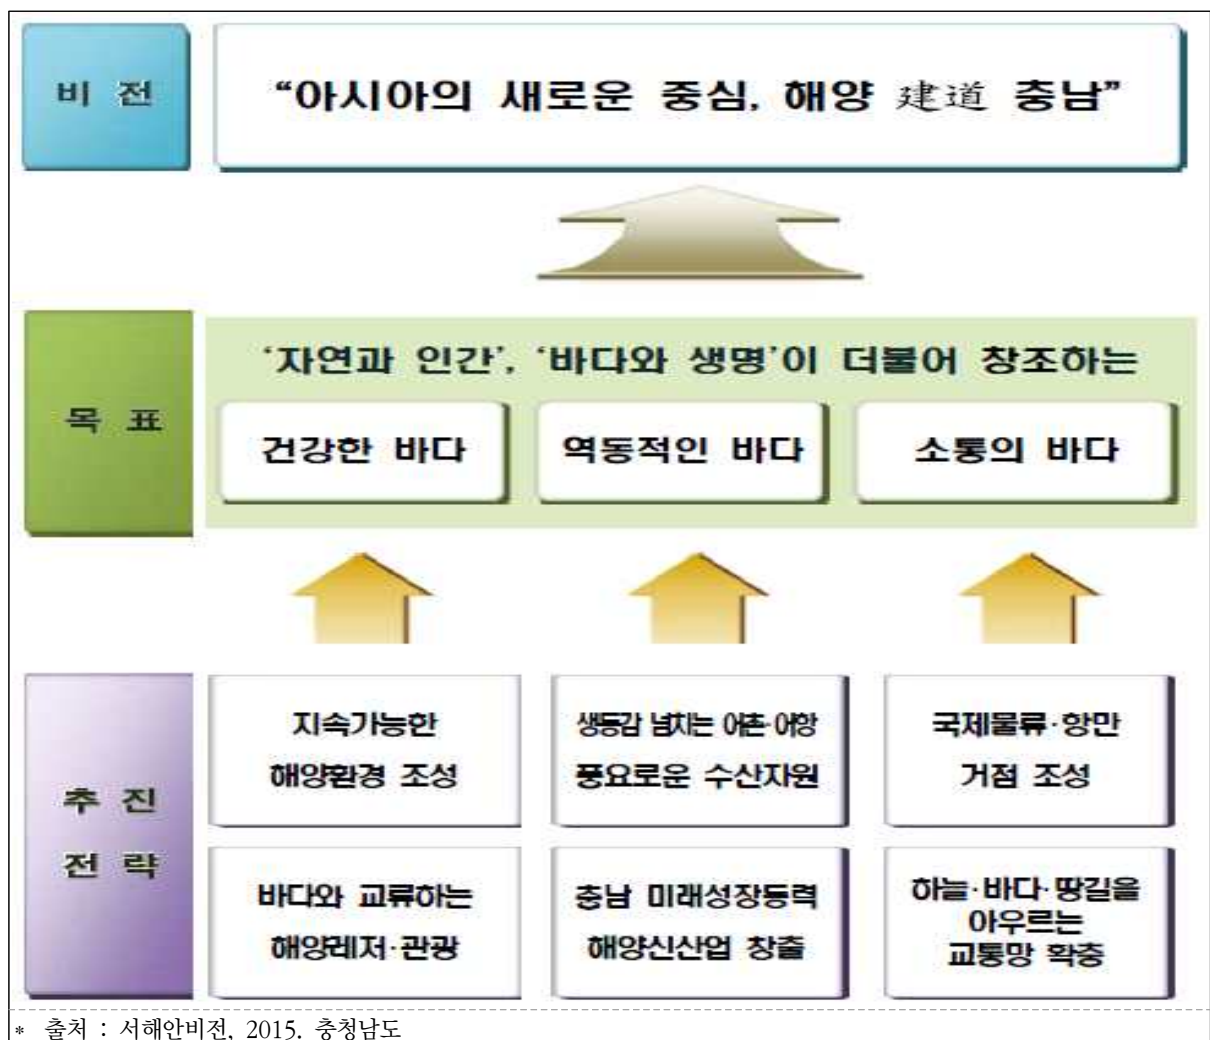 비 전
“아시아의 새로운 중심, 해양 建道 충남”
목 표
‘자연과 인간’, ‘바다와 생명’이 더불어 창조하는
건강한 바다
역동적인 바다
소통의 바다
추 진
전 략
지속가능한
해양환경 조성
생동감 넘치는 어촌·어항
풍요로운 수산자원
국제물류·항만
거점 조성
바다와 교류하는
해양레저·관광
충남 미래성장동력
해양신산업 창출
하늘·바다·땅길을
아우르는
교통망 확충
* 출처 : 서해안비전, 2015. 충청남도